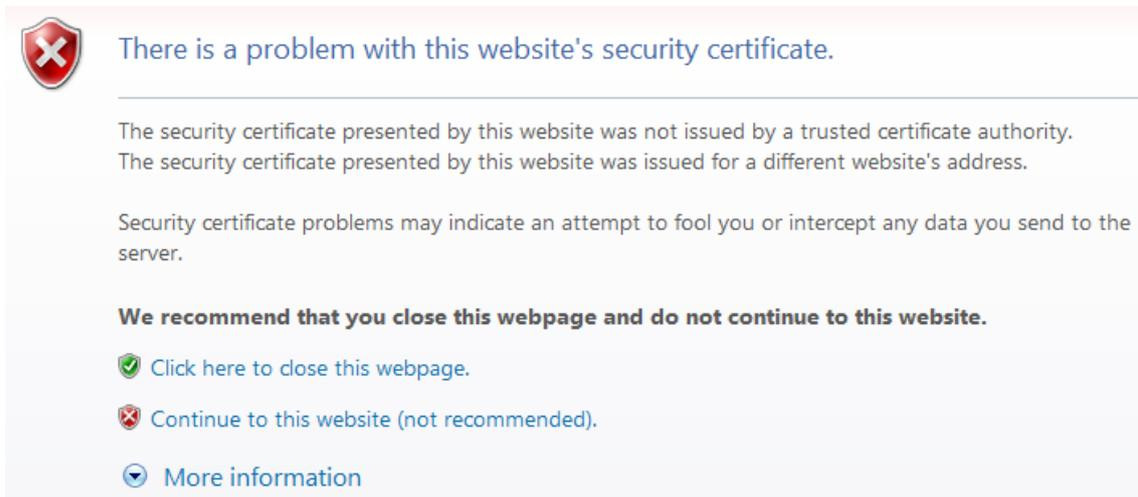 There is a problem with this website's security certificate.
The security certificate presented by this website was not issued by a trusted certificate authority.
The security certificate presented by this website was issued for a different website's address.
Security certificate problems may indicate an attempt to fool you or intercept any data you send to the
server.
We recommend that you close this webpage and do not continue to this website.
Click here to close this webpage.
Continue to this website (not recommended).
More information